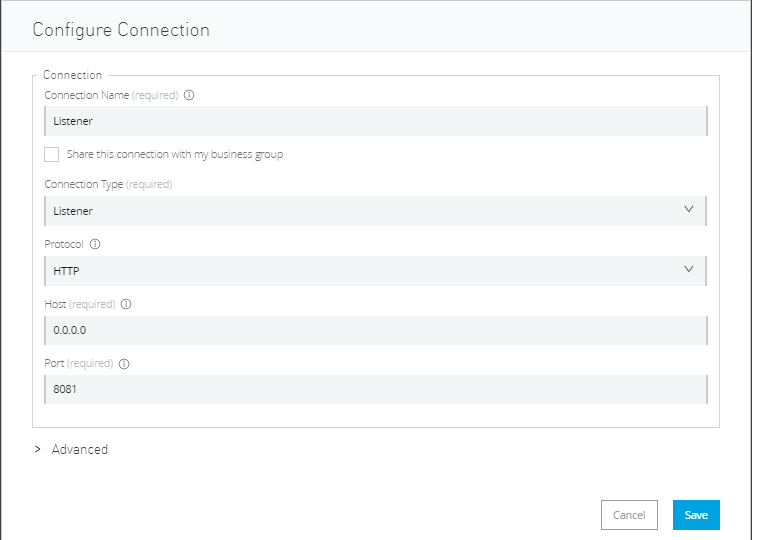 Configure Connection
Connection
Connection Name (required)
Listener
Share this connection with my business group
Connection Type (required)
Listener
Protocol
HTTP
Host (required)
0.0.0.0
Port (required)
8081
> Advanced
Cancel Save